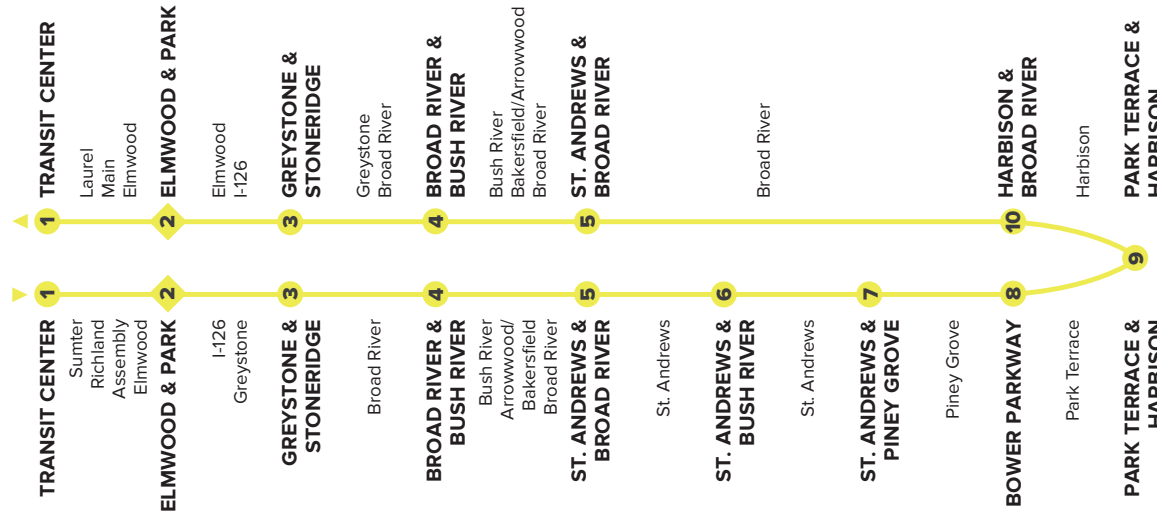 TRANSIT CENTER
1
Sumter
Richland
Assembly
Elmwood
ELMWOOD & PARK
2
I-126
Greystone
GREYSTONE &
STONERIDGE
3
Broad River
BROAD RIVER &
BUSH RIVER
4
Bush River
Arrowwood/
Bakersfield
Broad River
ST. ANDREWS &
BROAD RIVER
5
St. Andrews
ST. ANDREWS &
BUSH RIVER
6
St. Andrews
ST. ANDREWS &
PINEY GROVE
7
Piney Grove
BOWER PARKWAY
8
Park Terrace
PARK TERRACE &
HARBISON
9
1
TRANSIT CENTER
Laurel
Main
Elmwood
2
ELMWOOD & PARK
Elmwood
I-126
3
GREYSTONE &
STONERIDGE
Greystone
Broad River
4
BROAD RIVER &
BUSH RIVER
Bush River
Bakersfield/Arrowwood
Broad River
5
ST. ANDREWS &
BROAD RIVER
Broad River
10
HARBISON &
BROAD RIVER
Harbison
PARK TERRACE &
HARBISON